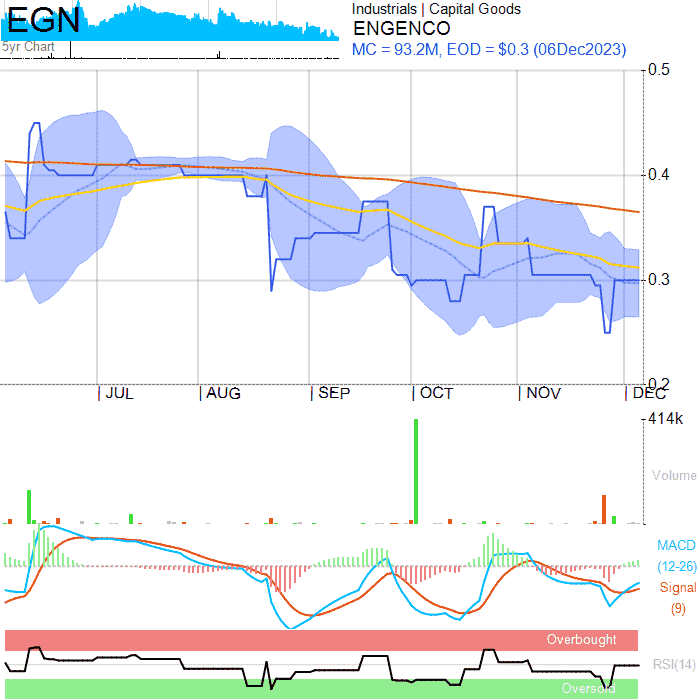 EGN
5yr Chart
Industrials | Capital Goods
ENGENCO
MC = 93.2M, EOD = $0.3 (06Dec2023)
0.5
0.4
0.3
0.2
JUL
AUG
SEP
OCT
NOV
DEC
414k
Volume
MACD
(12-26)
Signal
(9)
Overbought
RSI(14)
Oversold